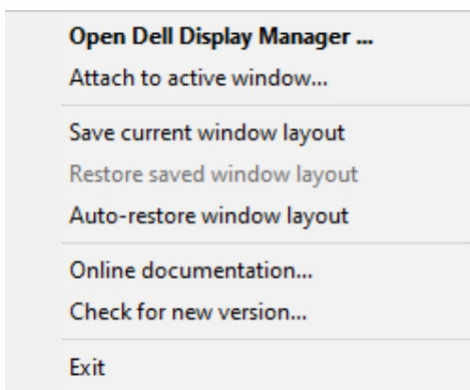 Open Dell Display Manager ...
Attach to active window...
Save current window layout
Restore saved window layout
Auto-restore window layout
Online documentation...
Check for new version...
Exit